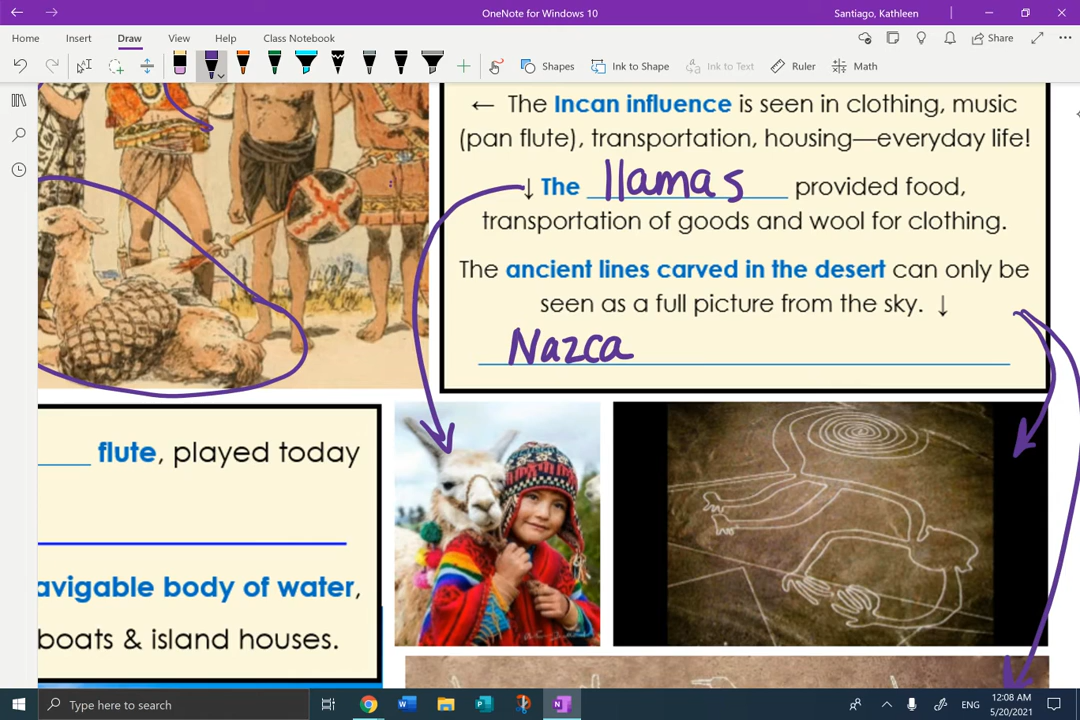 OneNote for Windows 10
Santiago, Kathleen
Home Insert Draw View Help Class Notebook
Share
Shapes Ink to Shape Ink to Text Ruler Math
← The Incan influence is seen in clothing, music
(pan flute), transportation, housing—everyday life!
↓ The llamas provided food,
transportation of goods and wool for clothing.
The ancient lines carved in the desert can only be
seen as a full picture from the sky. ↓
Nazca
flute, played today
avigable body of water,
boats & island houses.
Type here to search
ENG
12:08 AM
5/20/2021